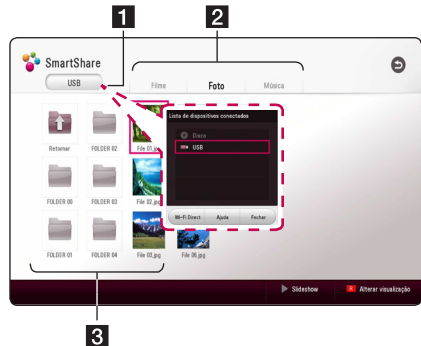 1
2
SmartShare
USB
Filme
Foto
Música
Lista de dispositivos conectados
Disco
USB
Retornar
FOLDER 02
File 01.jpg
FOLDER 00
FOLDER 03
File 02.jpg
Wi-Fi Direct
Ajuda
Fechar
FOLDER 01
FOLDER 04
File 03.jpg
File 08.jpg
Slideshow
R Alterar visualização
3